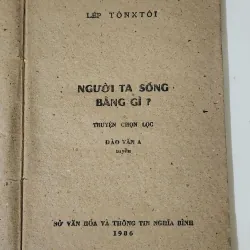 LÉP TÔNXTÔI
NGƯỜI TA SỐNG
BẰNG GÌ ?
TRUYỆN CHỌN LỌC
ĐÀO VĂN A
tuyển
SỞ VĂN HÓA VÀ THÔNG TIN NGHĨA BÌNH
1986